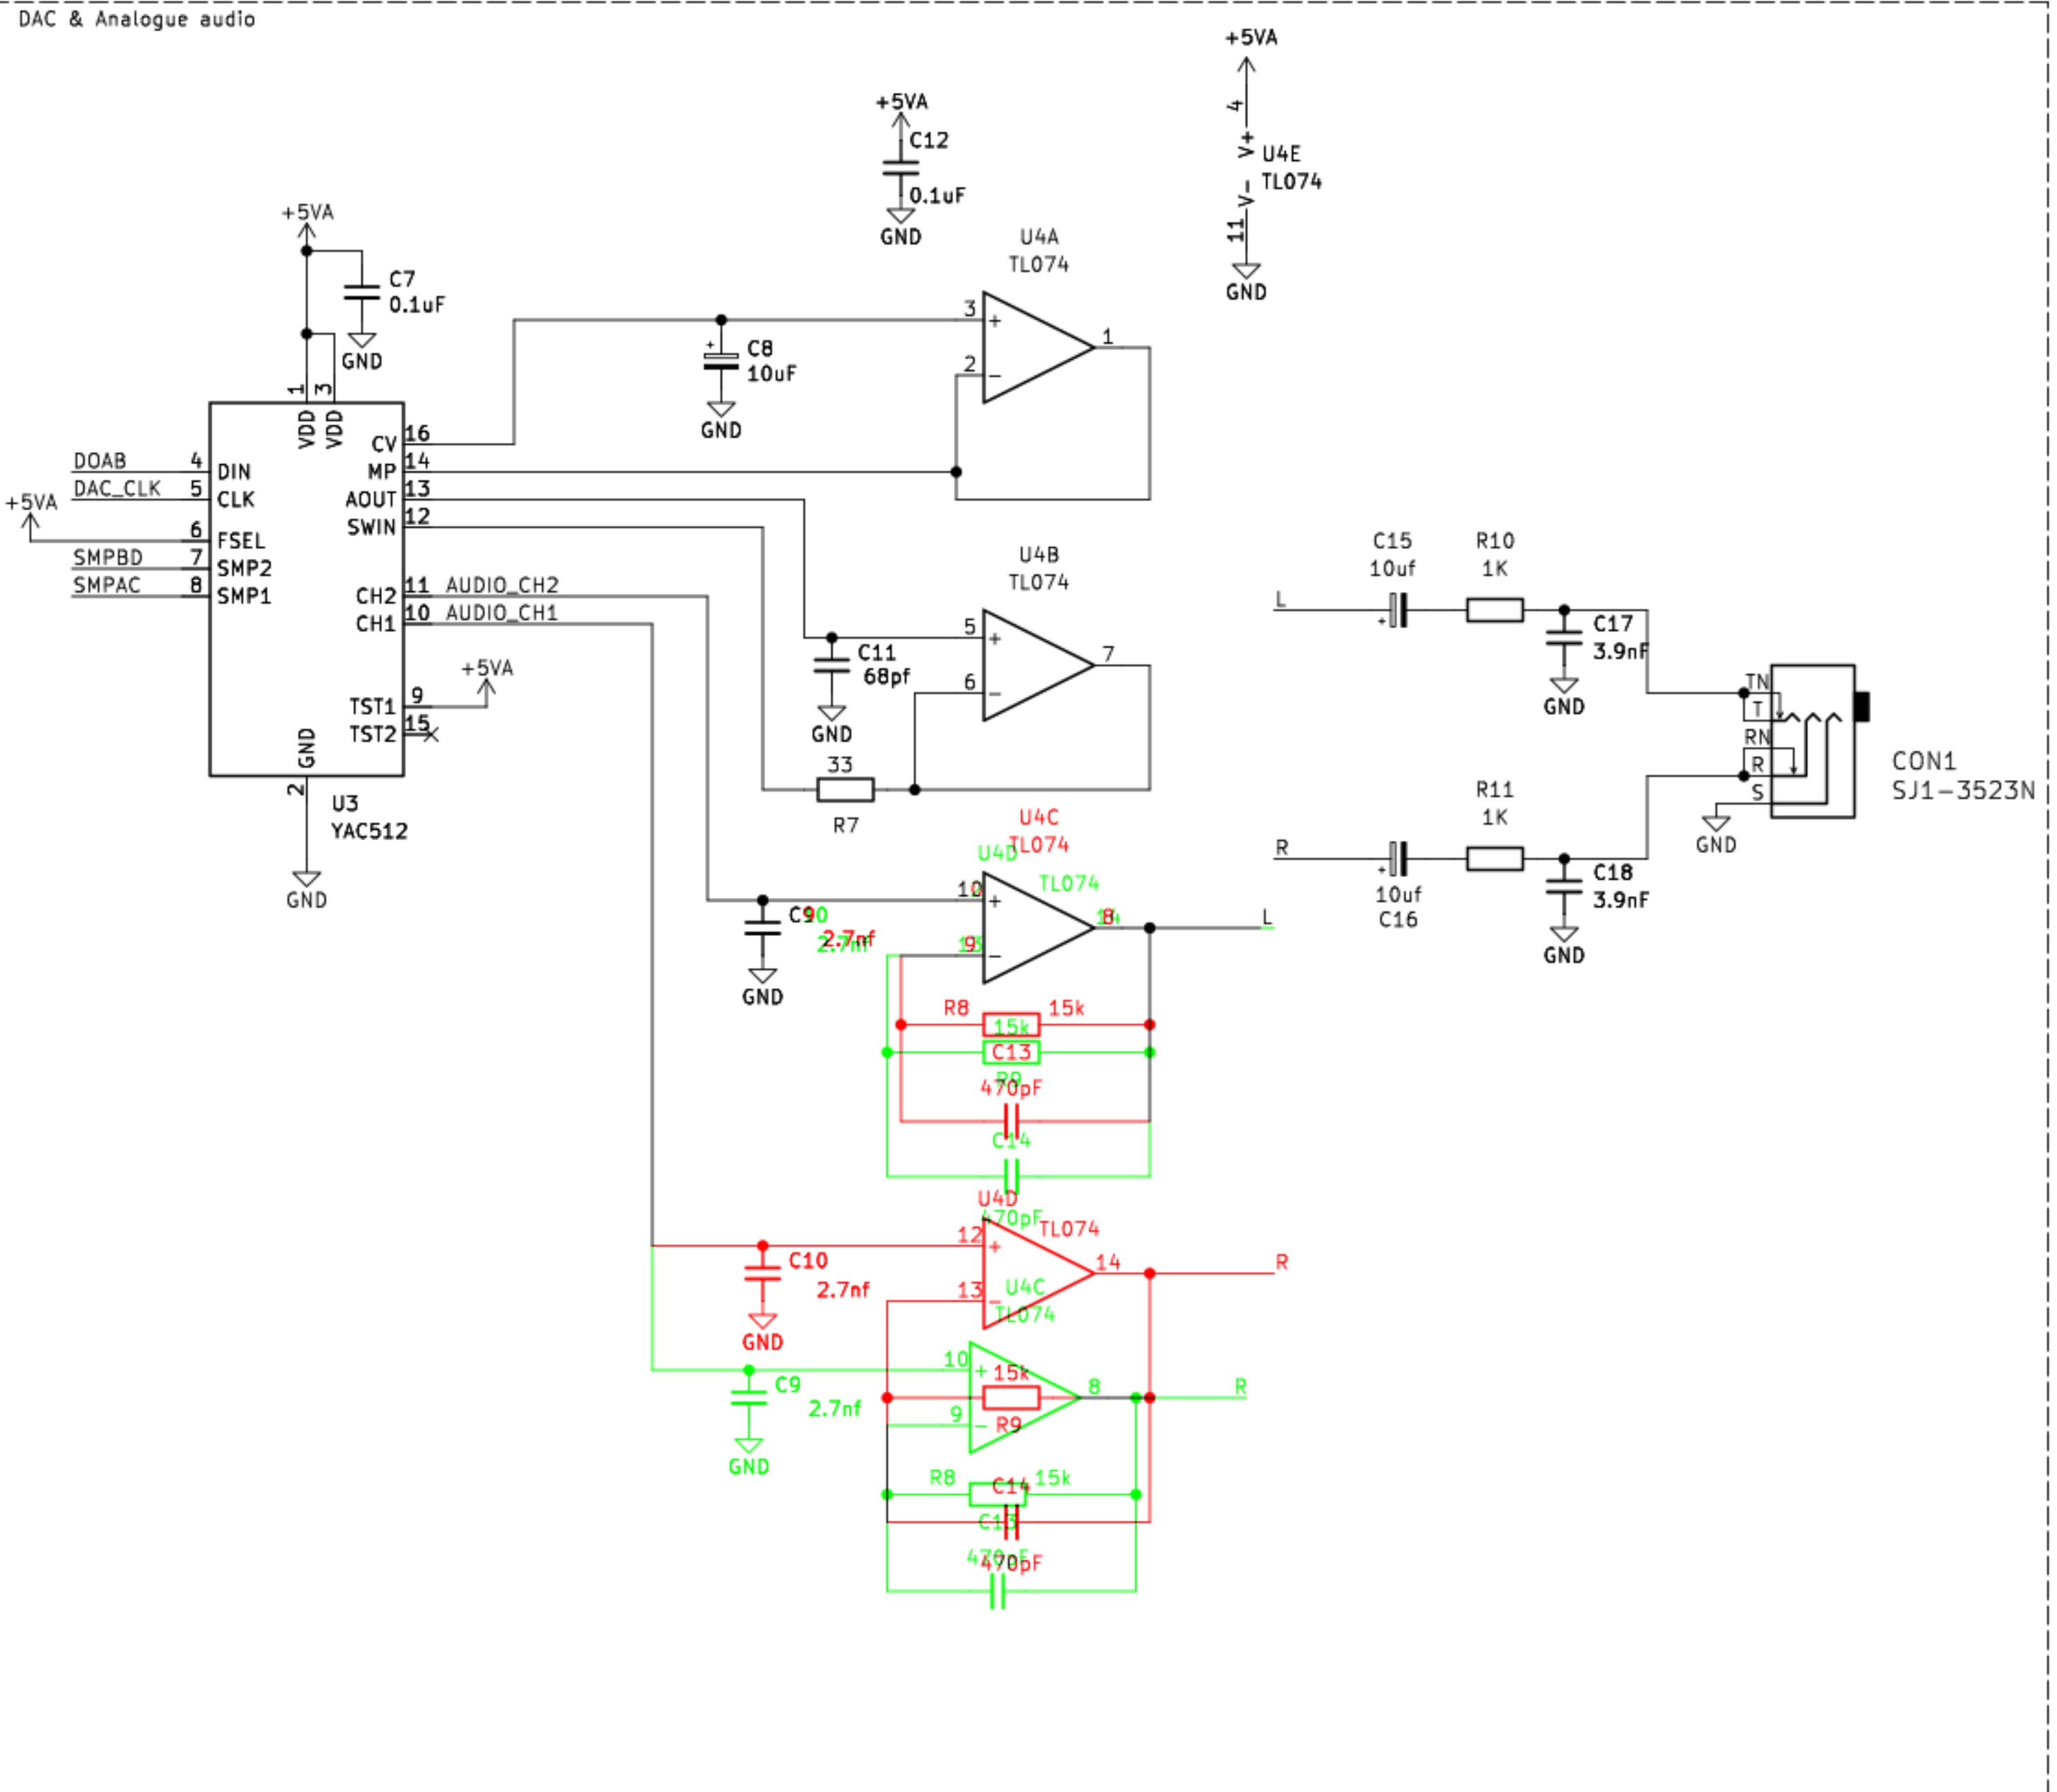 DAC & Analogue audio
+5VA
4
V+
U4E
TL074
V-
11
GND
+5VA
C12
0.1uF
GND
+5VA
C7
0.1uF
GND
1
3
VDD
VDD
U4A
TL074
3
+
2
-
1
+
C8
10uF
GND
CV
16
MP
14
AOUT
13
SWIN
12
CH2
11
AUDIO_CH2
CH1
10
AUDIO_CH1
DOAB
4
DIN
DAC_CLK
5
CLK
+5VA
6
FSEL
SMPBD
7
SMP2
SMPAC
8
SMP1
+5VA
TST1
9
TST2
15
GND
2
U3
YAC512
GND
U4B
TL074
5
+
6
-
7
C11
68pf
GND
33
R7
L
C15
10uf
+
R10
1K
C17
3.9nF
GND
TN
T
RN
R
S
GND
CON1
SJ1-3523N
R
+
10uf
C16
R11
1K
C18
3.9nF
GND
U4C
TL074
U4D
TL074
+
-
L
2.7nf
GND
R8
15k
15k
C13
R9
470pF
C14
470pF
U4D
TL074
12
+
13
-
14
R
C10
2.7nf
GND
U4C
TL074
10
+
9
-
8
R
15k
R9
C9
2.7nf
GND
R8
15k
C14
C13
470pF
470pF